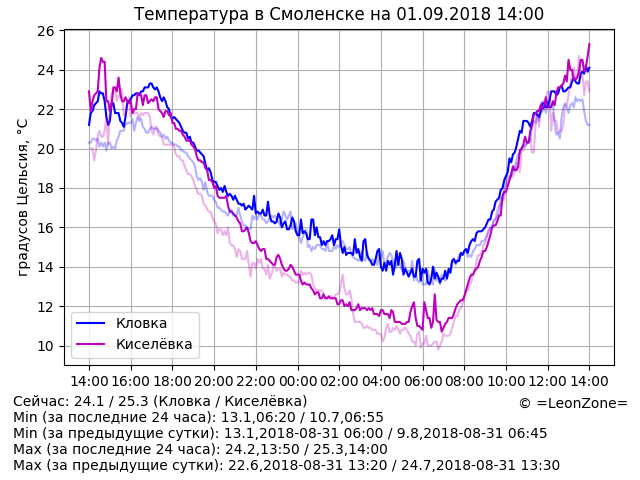 Температура в Смоленске на 01.09.2018 14:00
градусов Цельсия, °C
26
24
22
20
18
16
14
12
10
Кловка
Киселёвка
14:00 16:00 18:00 20:00 22:00 00:00 02:00 04:00 06:00 08:00 10:00 12:00 14:00
Сейчас: 24.1 / 25.3 (Кловка / Киселёвка)
© =LeonZone=
Min (за последние 24 часа): 13.1,06:20 / 10.7,06:55
Min (за предыдущие сутки): 13.1,2018-08-31 06:00 / 9.8,2018-08-31 06:45
Max (за последние 24 часа): 24.2,13:50 / 25.3,14:00
Max (за предыдущие сутки): 22.6,2018-08-31 13:20 / 24.7,2018-08-31 13:30